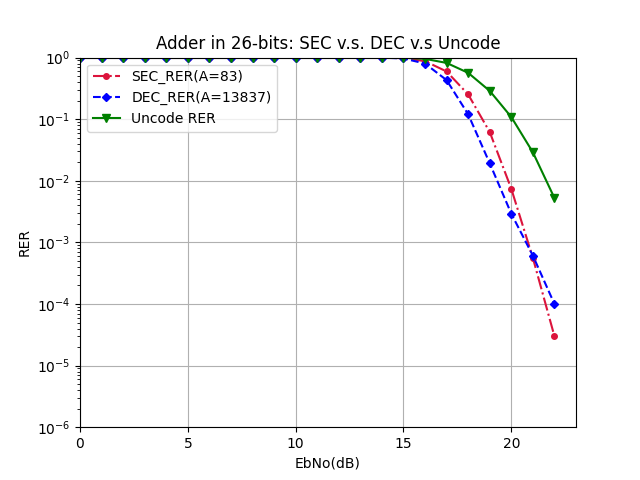 Adder in 26-bits: SEC v.s. DEC v.s Uncode
SEC_RER(A=83)
DEC_RER(A=13837)
Uncode RER
RER
10^0
10^-1
10^-2
10^-3
10^-4
10^-5
10^-6
0 5 10 15 20
EbNo(dB)